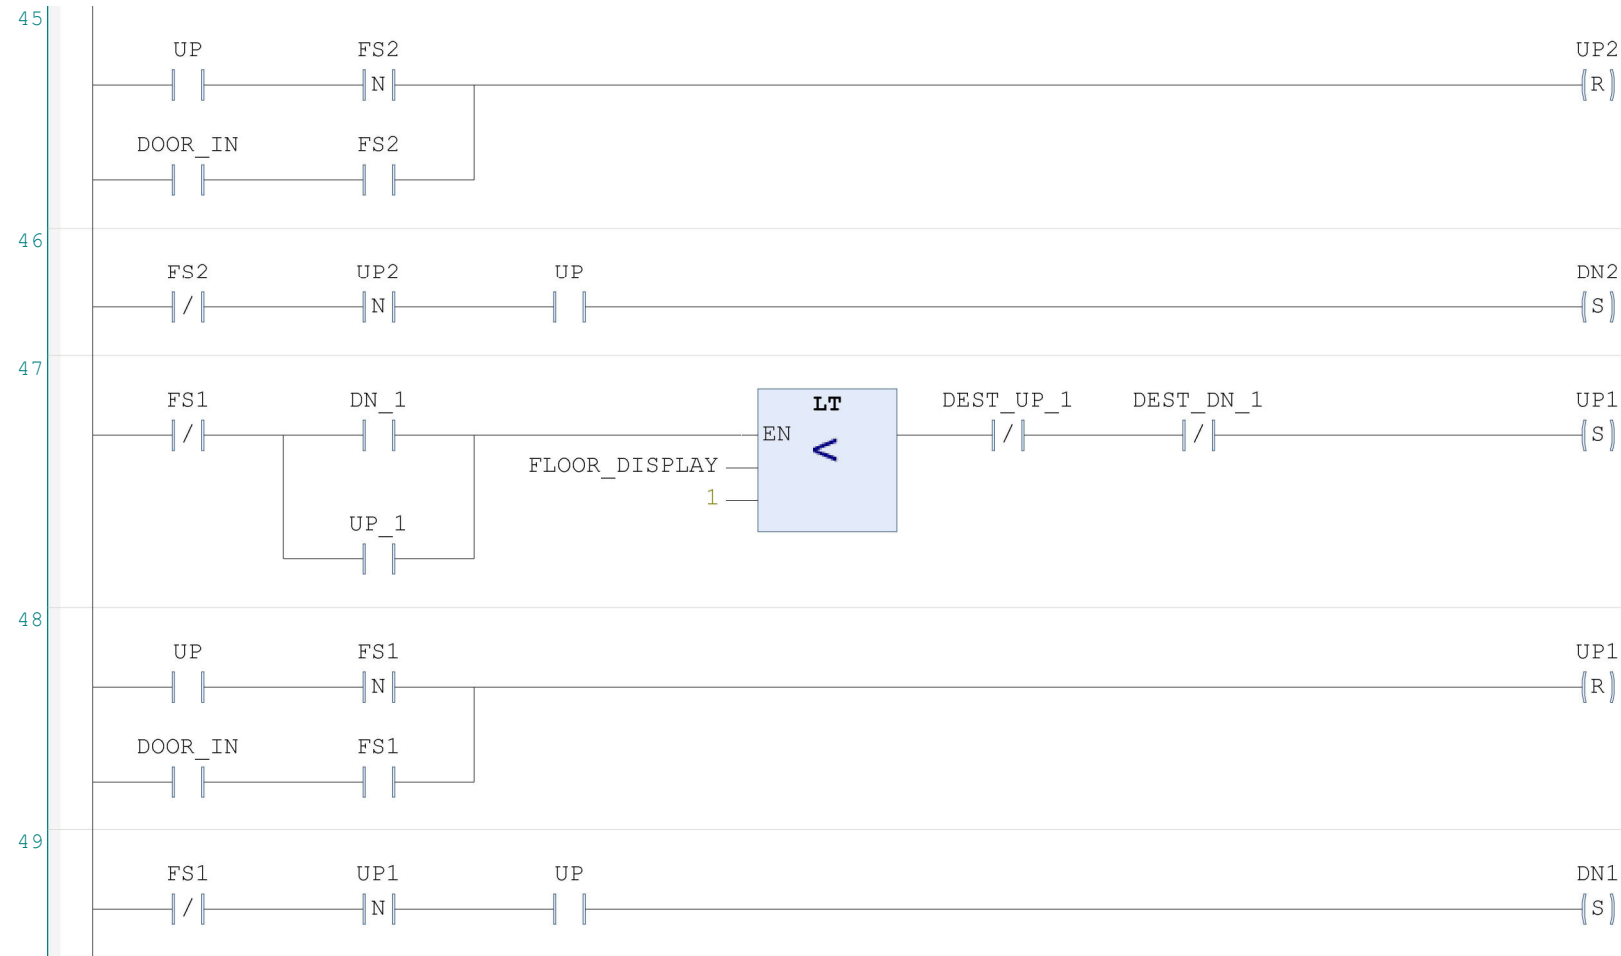 45
UP FS2 UP2
N (R)
DOOR_IN FS2
46
FS2 UP2 UP DN2
/ N (S)
47
FS1 DN_1 LT DEST_UP_1 DEST_DN_1 UP1
/ EN < / / (S)
FLOOR_DISPLAY
1
UP_1
48
UP FS1 UP1
N (R)
DOOR_IN FS1
49
FS1 UP1 UP DN1
/ N (S)